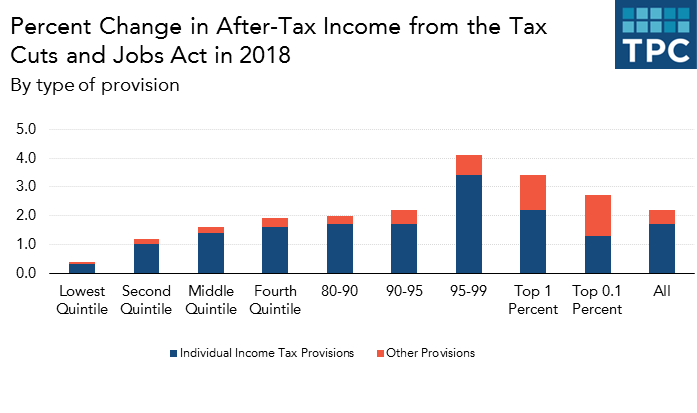 Percent Change in After-Tax Income from the Tax
Cuts and Jobs Act in 2018
By type of provision
TPC
5.0
4.0
3.0
2.0
1.0
0.0
Lowest Quintile
Second Quintile
Middle Quintile
Fourth Quintile
80-90
90-95
95-99
Top 1 Percent
Top 0.1 Percent
All
Individual Income Tax Provisions
Other Provisions